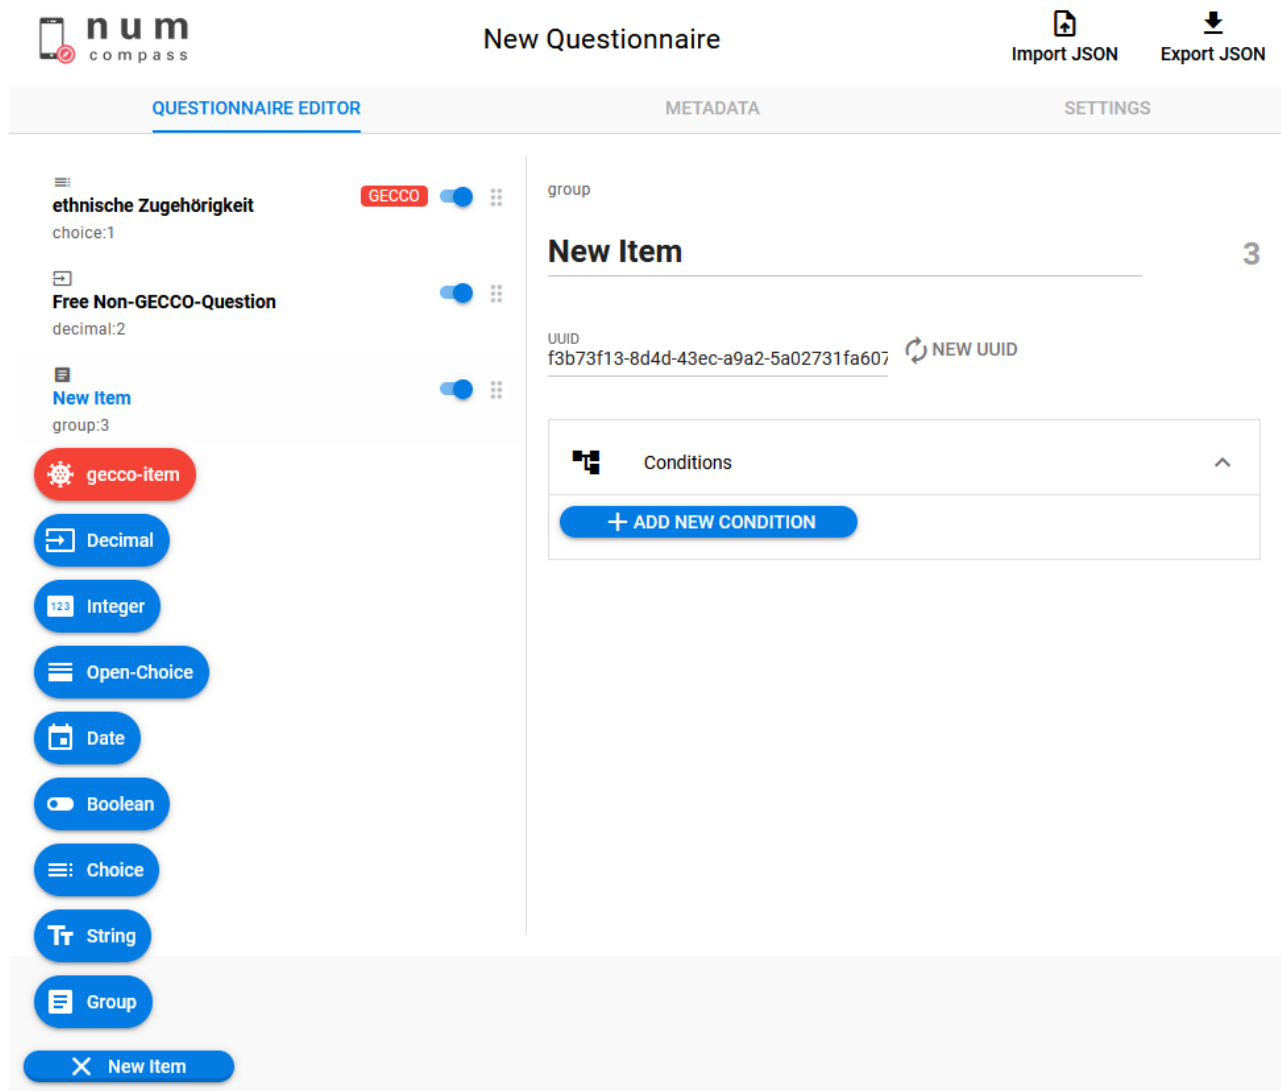 num
compass
New Questionnaire
Import JSON
Export JSON
QUESTIONNAIRE EDITOR
METADATA
SETTINGS
ethnische Zugehörigkeit
GECCO
choice:1
Free Non-GECCO-Question
decimal:2
New Item
group:3
gecco-item
Decimal
123 Integer
Open-Choice
Date
Boolean
Choice
Tт String
Group
New Item
group
New Item
3
UUID
f3b73f13-8d4d-43ec-a9a2-5a02731fa607
NEW UUID
Conditions
ADD NEW CONDITION